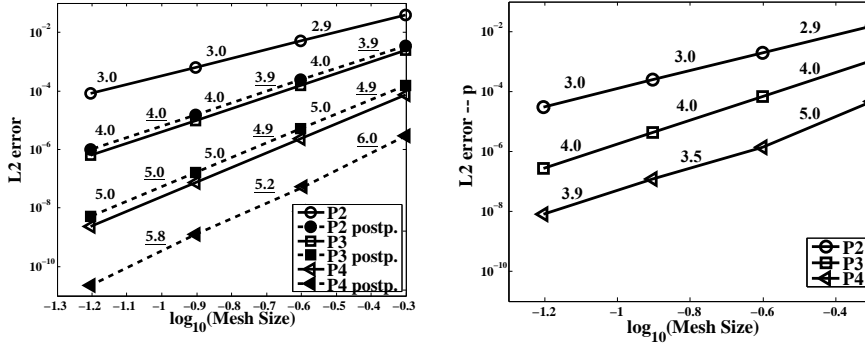 10^-2
10^-4
10^-6
10^-8
10^-10
L2 error
2.9
3.0
3.0
3.9
4.0
3.9
4.0
4.0
4.0
4.9
5.0
4.9
5.0
5.0
5.0
6.0
5.2
5.8
P2
P2 postp.
P3
P3 postp.
P4
P4 postp.
−1.3 −1.2 −1.1 −1 −0.9 −0.8 −0.7 −0.6 −0.5 −0.4 −0.3
log10(Mesh Size)
10^-2
10^-4
10^-6
10^-8
10^-10
L2 error -- p
2.9
3.0
3.0
4.0
4.0
4.0
5.0
3.5
3.9
P2
P3
P4
−1.2 −1 −0.8 −0.6 −0.4
log10(Mesh Size)